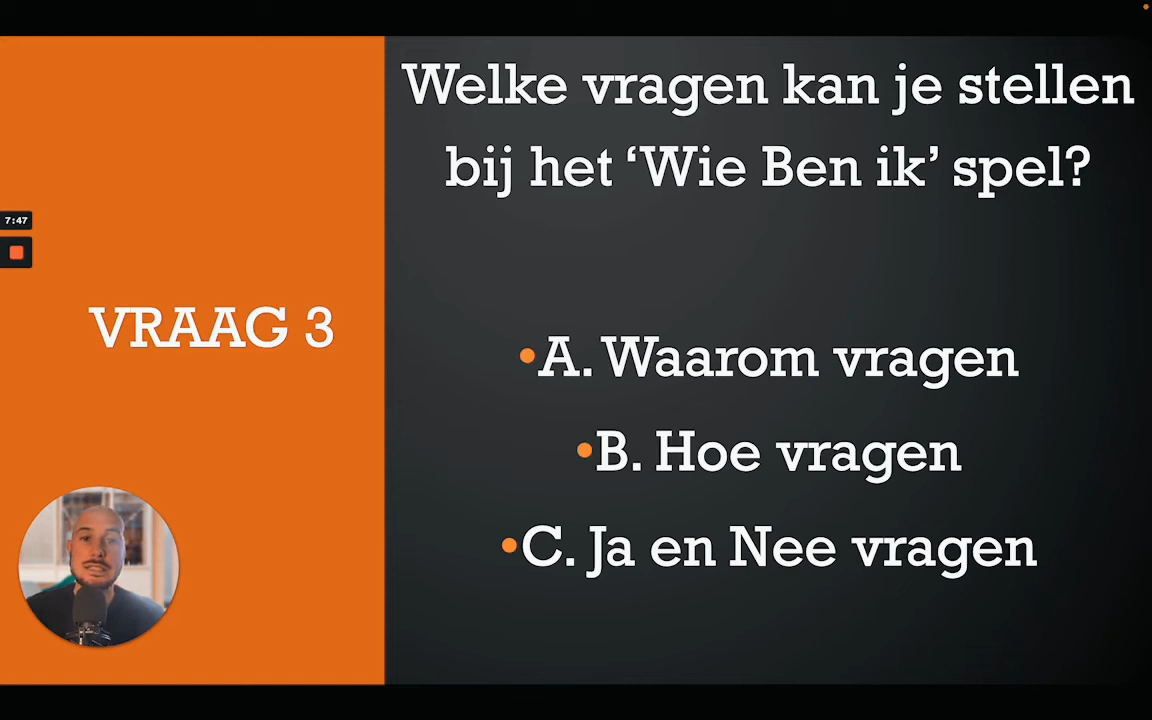 Welke vragen kan je stellen
bij het ‘Wie Ben ik’ spel?
7:47
VRAAG 3
•A. Waarom vragen
•B. Hoe vragen
•C. Ja en Nee vragen